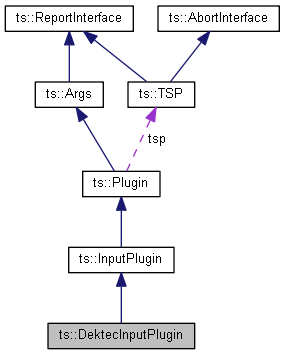 ts::ReportInterface
ts::AbortInterface
ts::Args
ts::TSP
tsp
ts::Plugin
ts::InputPlugin
ts::DektecInputPlugin